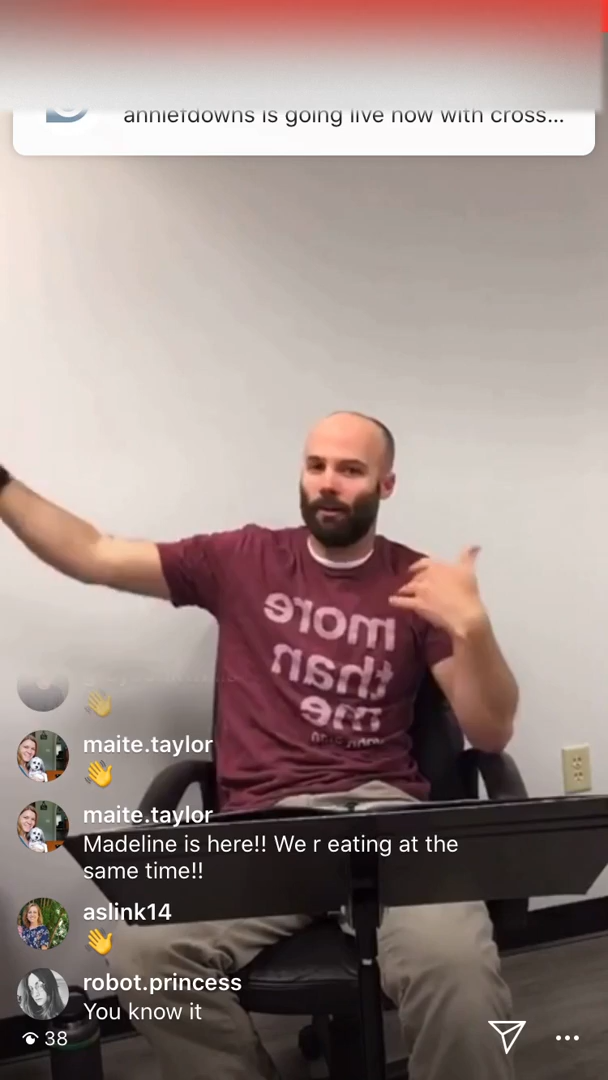 anniefdowns is going live now with cross...
more
than
me
maite.taylor
👋
maite.taylor
Madeline is here!! We r eating at the
same time!!
aslink14
👋
robot.princess
You know it
38